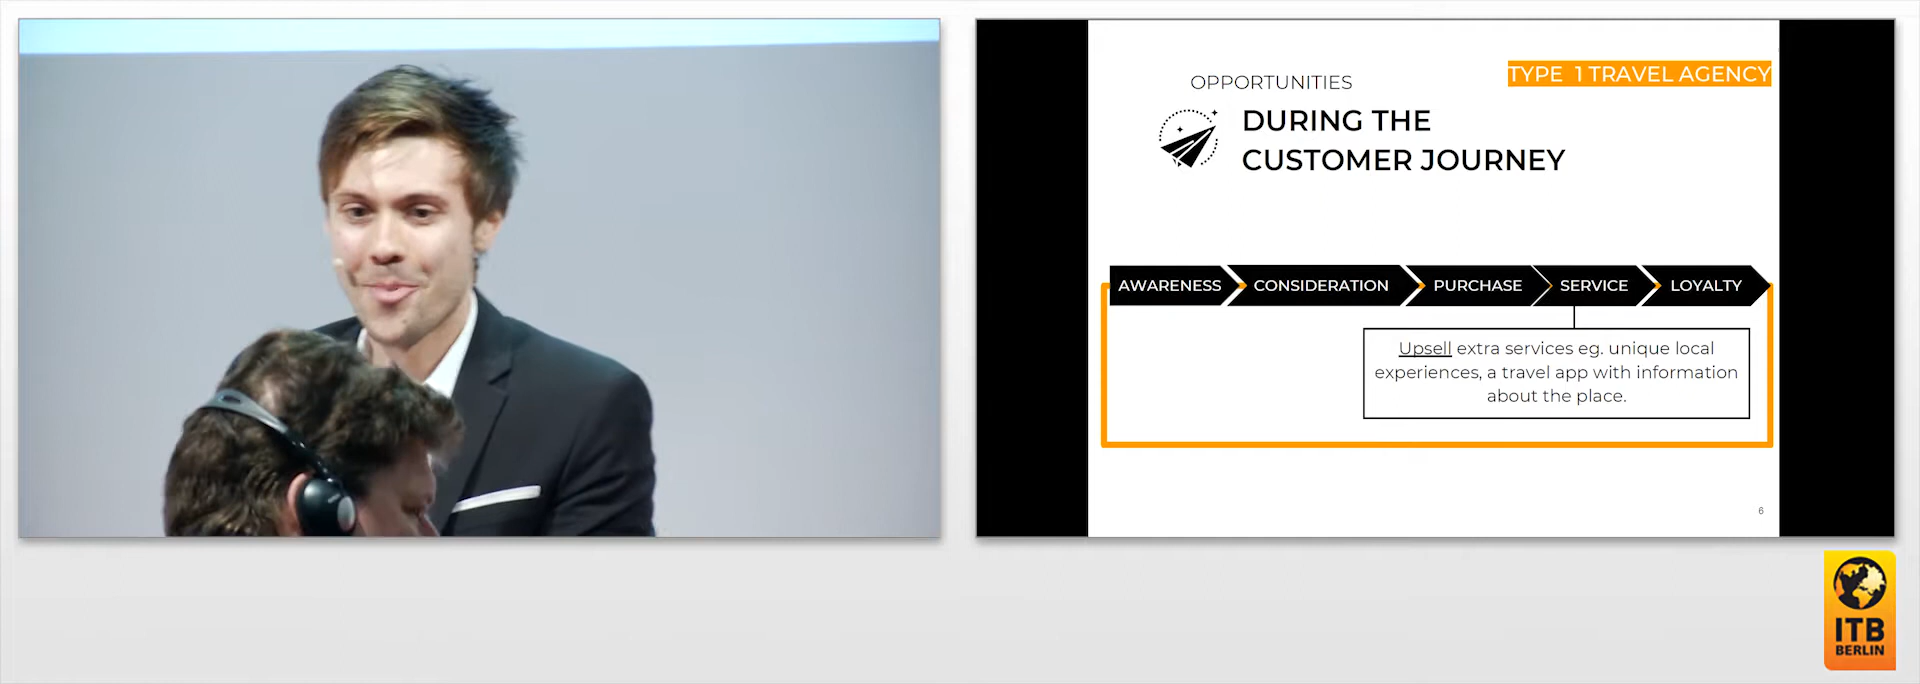 OPPORTUNITIES
TYPE 1 TRAVEL AGENCY
DURING THE
CUSTOMER JOURNEY
AWARENESS
CONSIDERATION
PURCHASE
SERVICE
LOYALTY
Upsell extra services eg. unique local
experiences, a travel app with information
about the place.
6
ITB
BERLIN